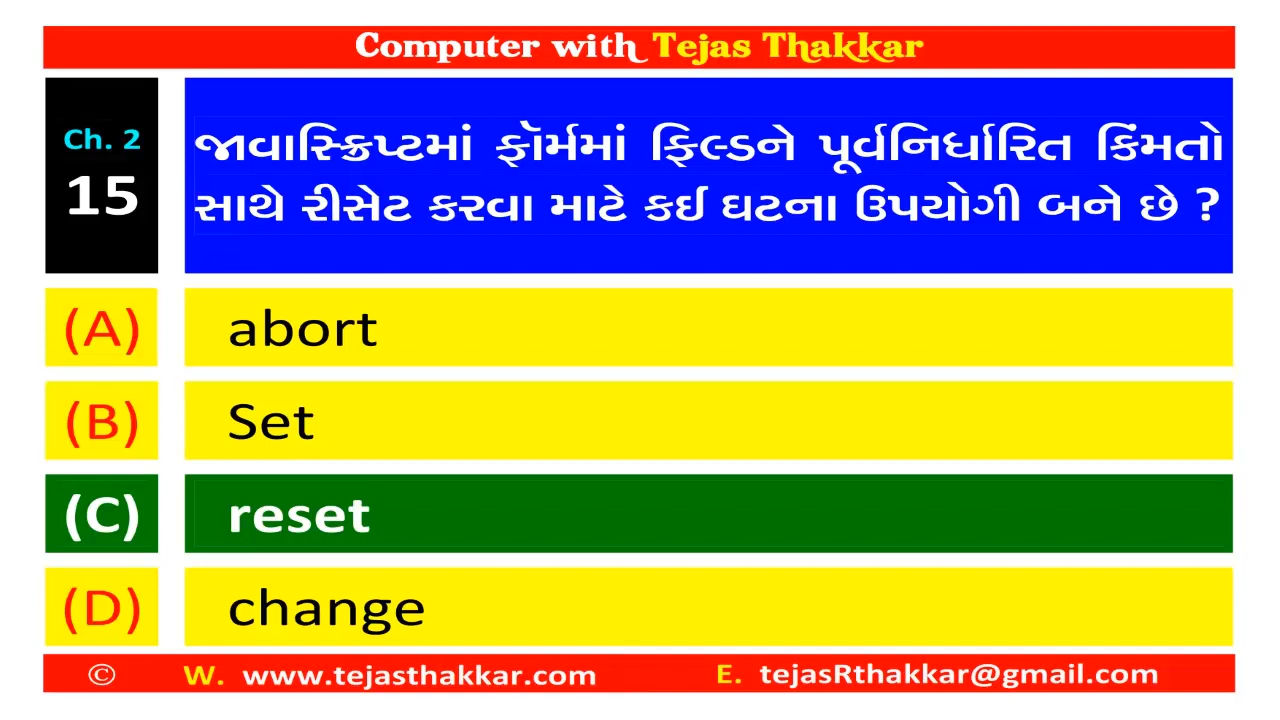 Computer with Tejas Thakkar
Ch. 2
15
જાવાસ્ક્રિપ્ટમાં ફૉર્મમાં ફિલ્ડને પૂર્વનિર્ધારિત કિંમતો
સાથે રીસેટ કરવા માટે કઈ ઘટના ઉપયોગી બને છે ?
(A) abort
(B) Set
(C) reset
(D) change
© W. www.tejasthakkar.com E. tejasRthakkar@gmail.com